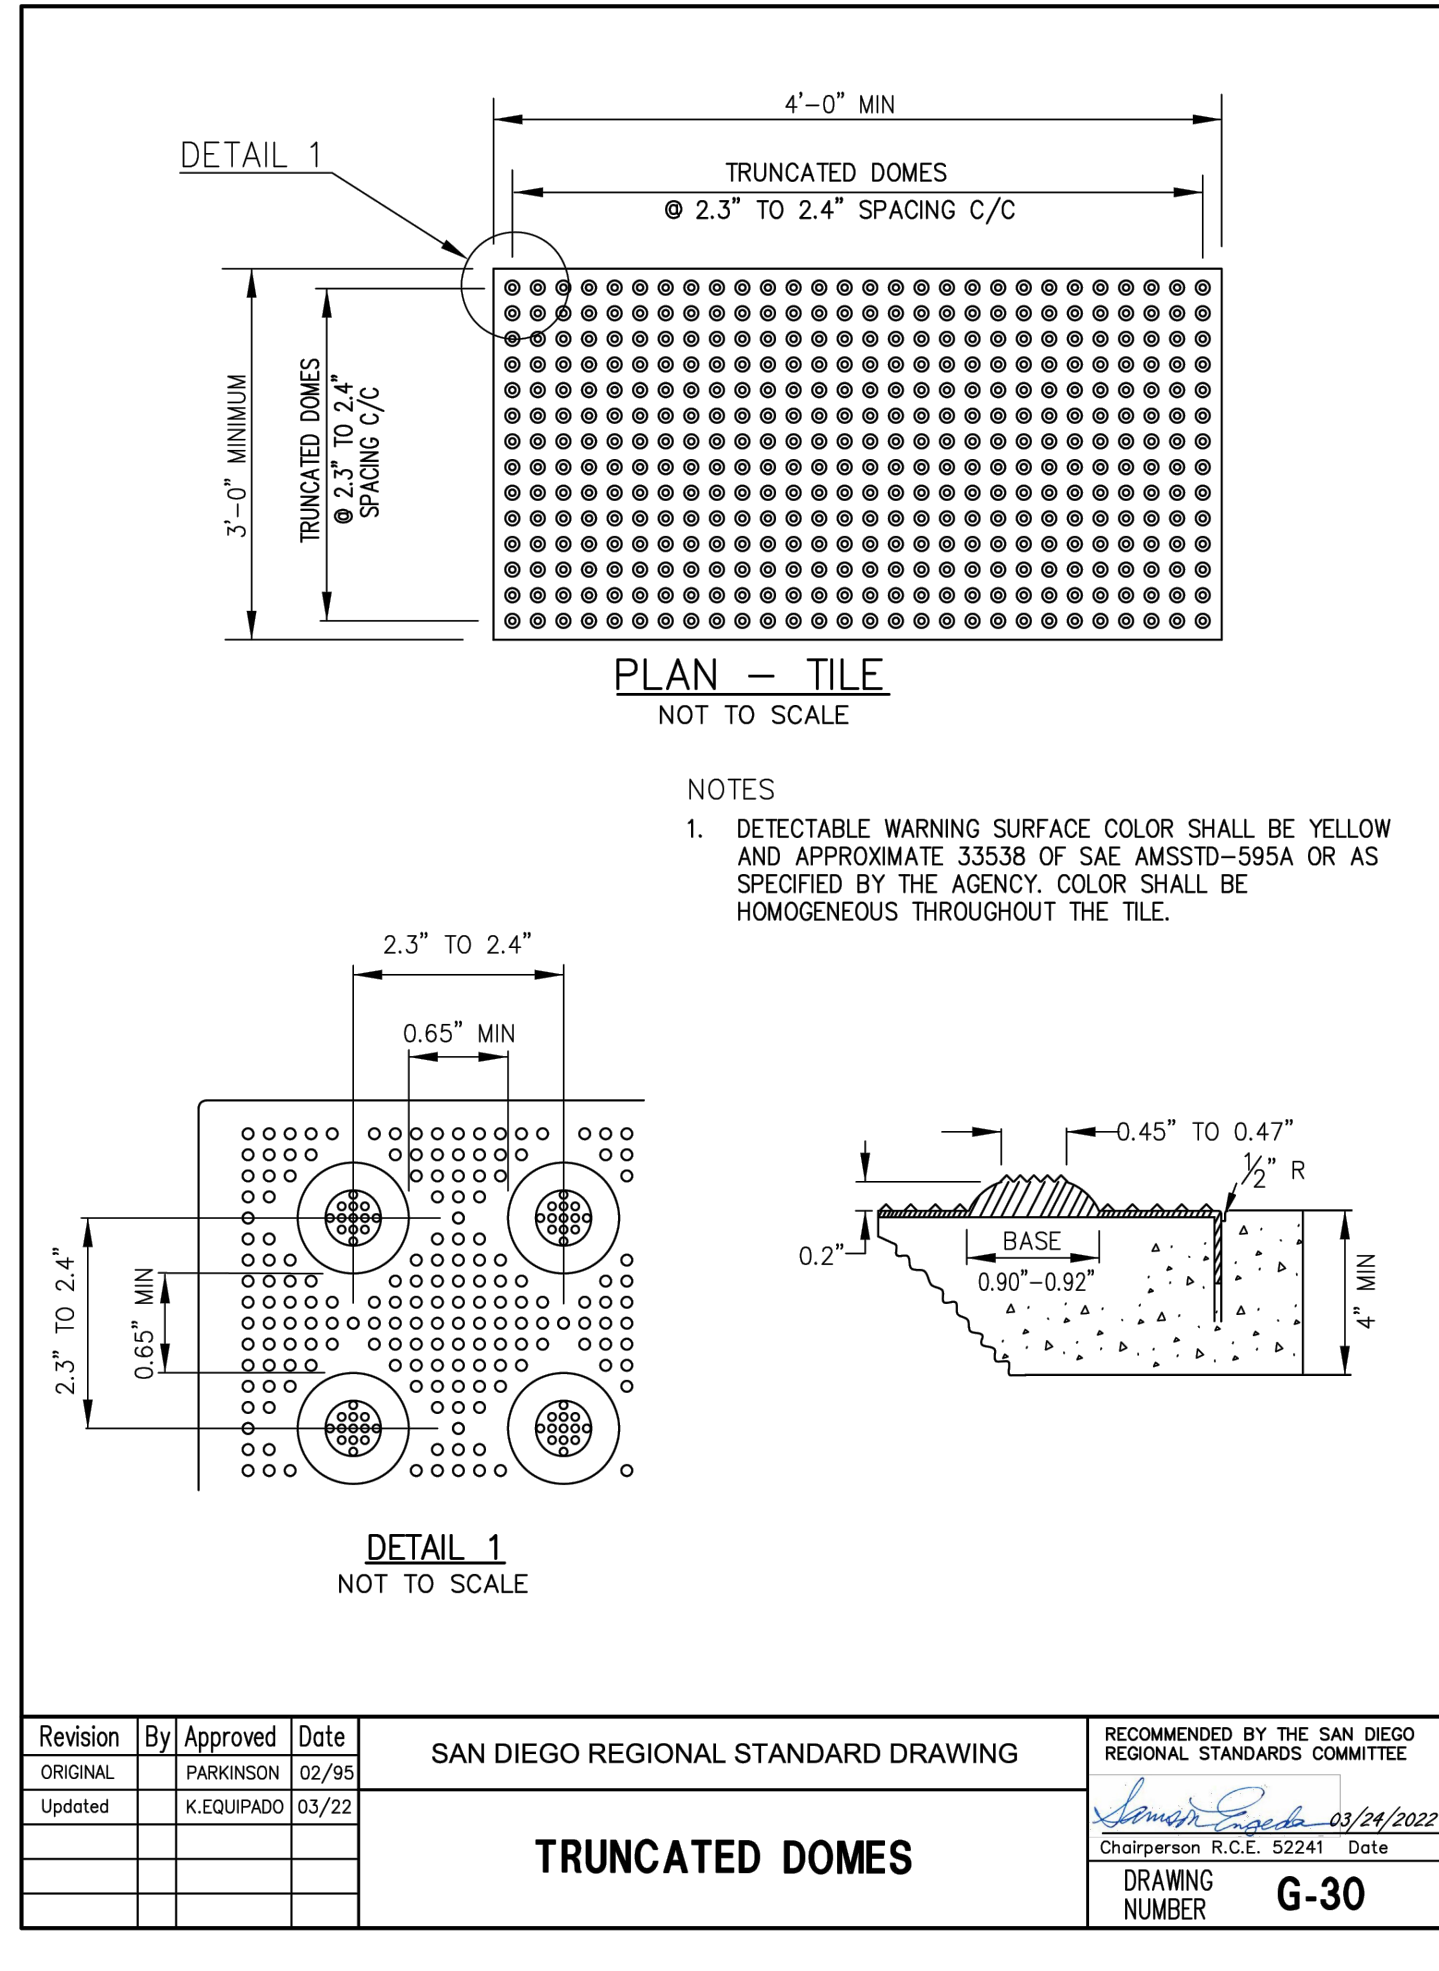 4'-0" MIN
DETAIL 1
TRUNCATED DOMES
@ 2.3" TO 2.4" SPACING C/C
3'-0" MINIMUM
TRUNCATED DOMES
@ 2.3" TO 2.4"
SPACING C/C
PLAN - TILE
NOT TO SCALE
NOTES
1. DETECTABLE WARNING SURFACE COLOR SHALL BE YELLOW
AND APPROXIMATE 33538 OF SAE AMSSTD-595A OR AS
SPECIFIED BY THE AGENCY. COLOR SHALL BE
HOMOGENEOUS THROUGHOUT THE TILE.
2.3" TO 2.4"
0.65" MIN
2.3" TO 2.4"
0.65" MIN
0.45" TO 0.47"
½" R
0.2"
BASE
0.90"-0.92"
4" MIN
DETAIL 1
NOT TO SCALE
Revision By Approved Date
ORIGINAL PARKINSON 02/95
Updated K.EQUIPADO 03/22
SAN DIEGO REGIONAL STANDARD DRAWING
TRUNCATED DOMES
RECOMMENDED BY THE SAN DIEGO
REGIONAL STANDARDS COMMITTEE
Samson Engeda 03/24/2022
Chairperson R.C.E. 52241 Date
DRAWING
NUMBER
G-30